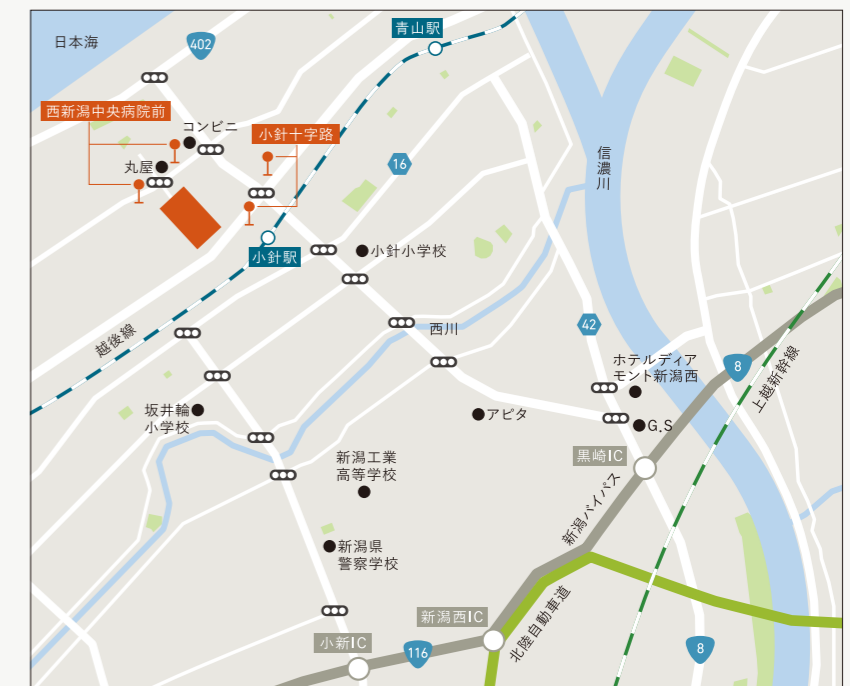 青山駅
日本海
402
西新潟中央病院前
コンビニ
小針十字路
丸屋
16
信濃川
小針小学校
小針駅
越後線
西川
42
ホテルディア
モント新潟西
8
上越新幹線
坂井輪
小学校
アピタ
G.S
黒崎IC
新潟工業
高等学校
新潟バイパス
新潟県
警察学校
北陸自動車道
新潟西IC
小新IC
116
8